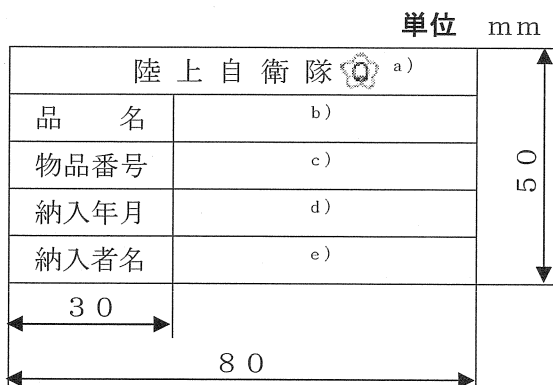 単位 mm
陸上自衛隊 Q a)
品 名 b)
物品番号 c)
納入年月 d)
納入者名 e)
50
30
80